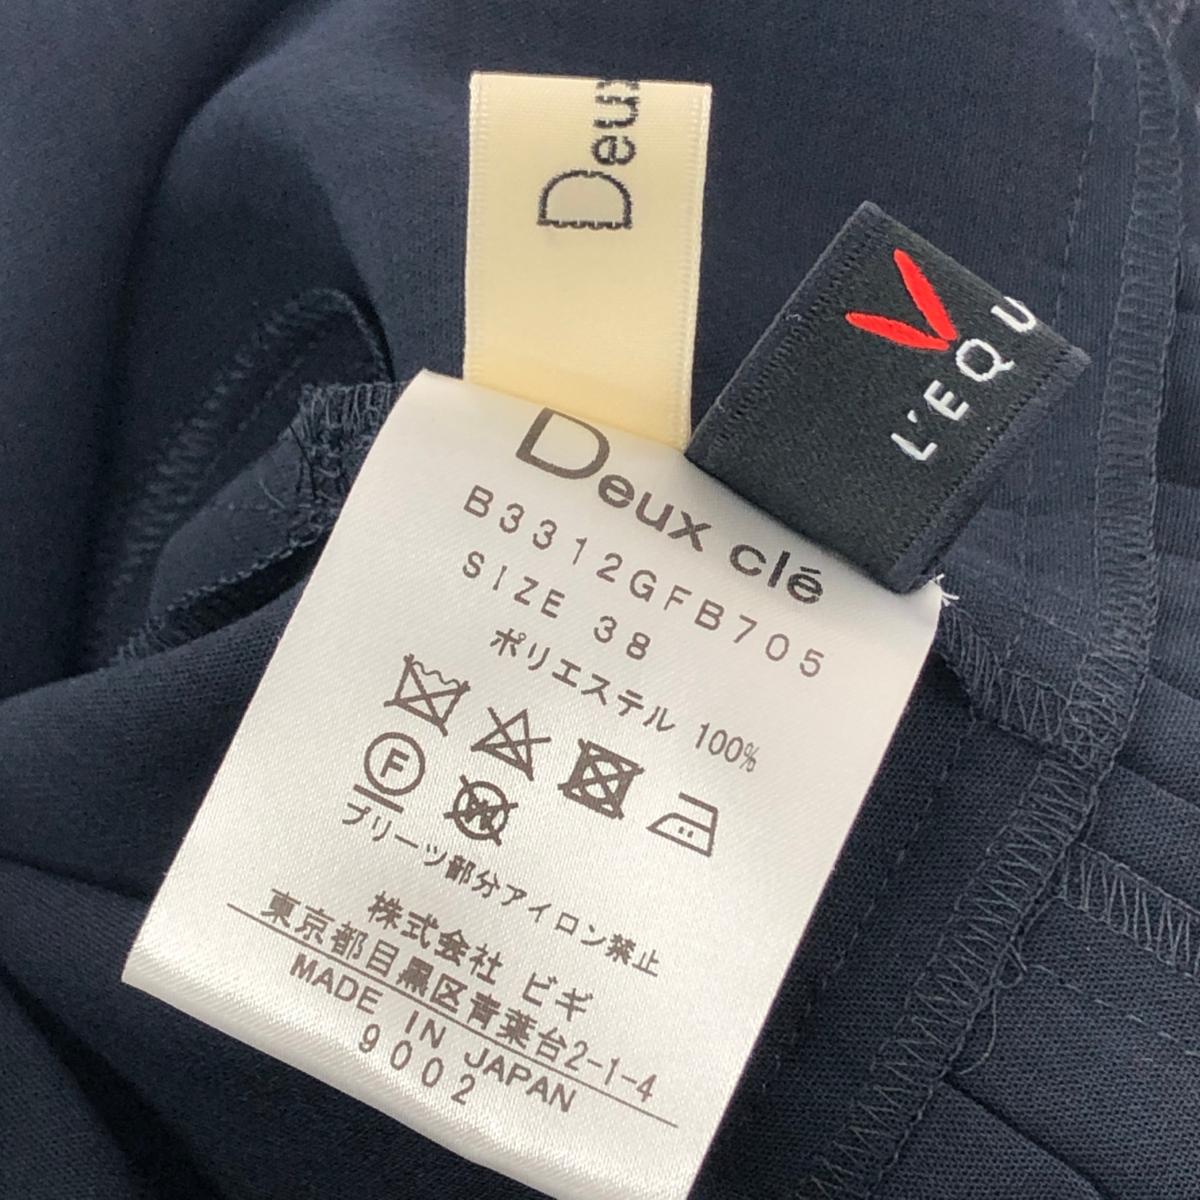 Deux
L'EQU
Deux clé
B3312GFB705
SIZE 38
ポリエステル 100%
F
W
プリーツ部分アイロン禁止
株式会社 ビギ
東京都目黒区青葉台2-1-4
MADE IN JAPAN
9002